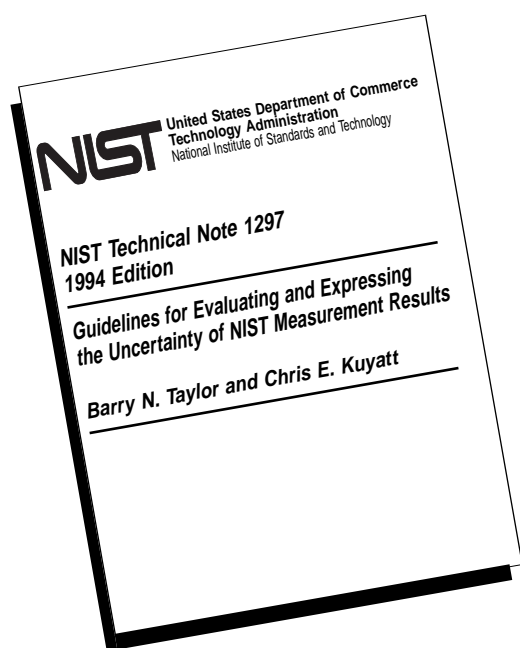 NIST
United States Department of Commerce
Technology Administration
National Institute of Standards and Technology
NIST Technical Note 1297
1994 Edition
Guidelines for Evaluating and Expressing
the Uncertainty of NIST Measurement Results
Barry N. Taylor and Chris E. Kuyatt